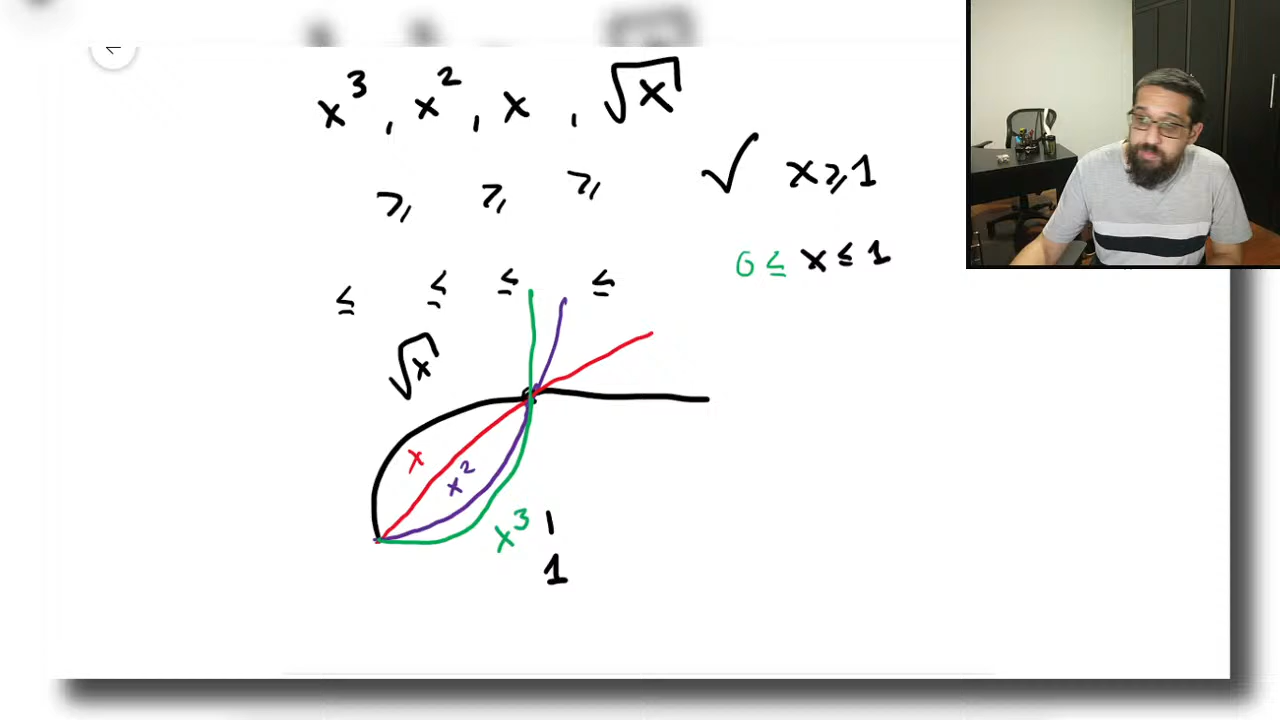 x³ , x² , x , √x
≥ ≥ ≥ √ x ≥ 1
0 ≤ x ≤ 1
≤ ≤ ≤ ≤
√x
x
x²
x³
1
1